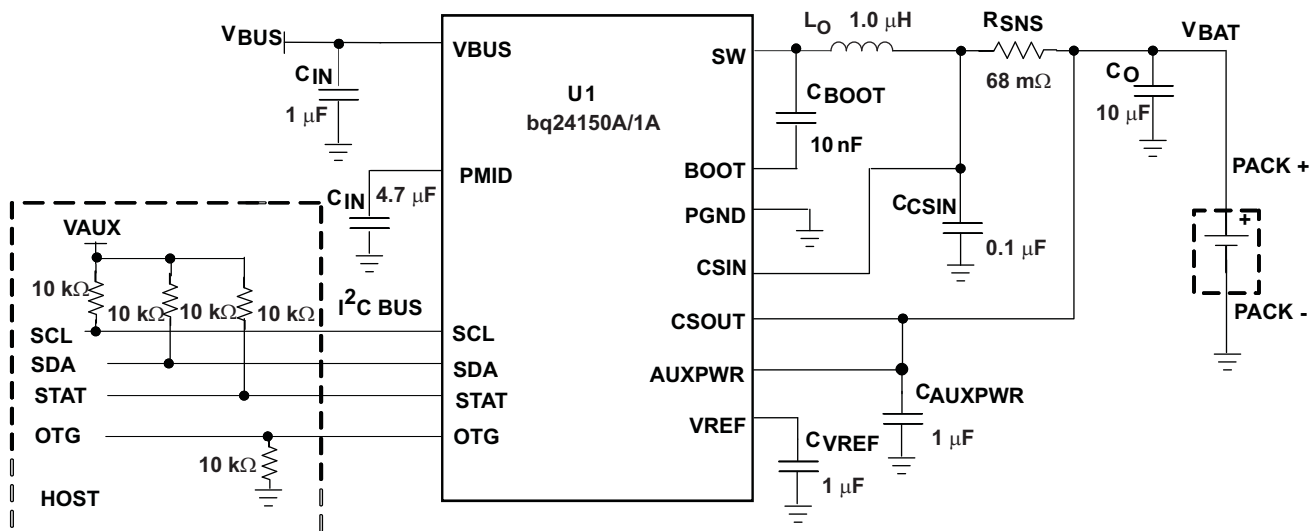 VBUS
CIN
1 μF
VBUS
U1
bq24150A/1A
SW
LO 1.0 μH
RSNS
68 mΩ
VBAT
CO
10 μF
CBOOT
10 nF
BOOT
PMID
CIN 4.7 μF
PGND
CCSIN
0.1 μF
CSIN
PACK +
+
PACK -
VAUX
10 kΩ
10 kΩ
10 kΩ
I2C BUS
SCL
SCL
SDA
SDA
STAT
STAT
OTG
OTG
10 kΩ
HOST
CSOUT
AUXPWR
CAUXPWR
1 μF
VREF
CVREF
1 μF